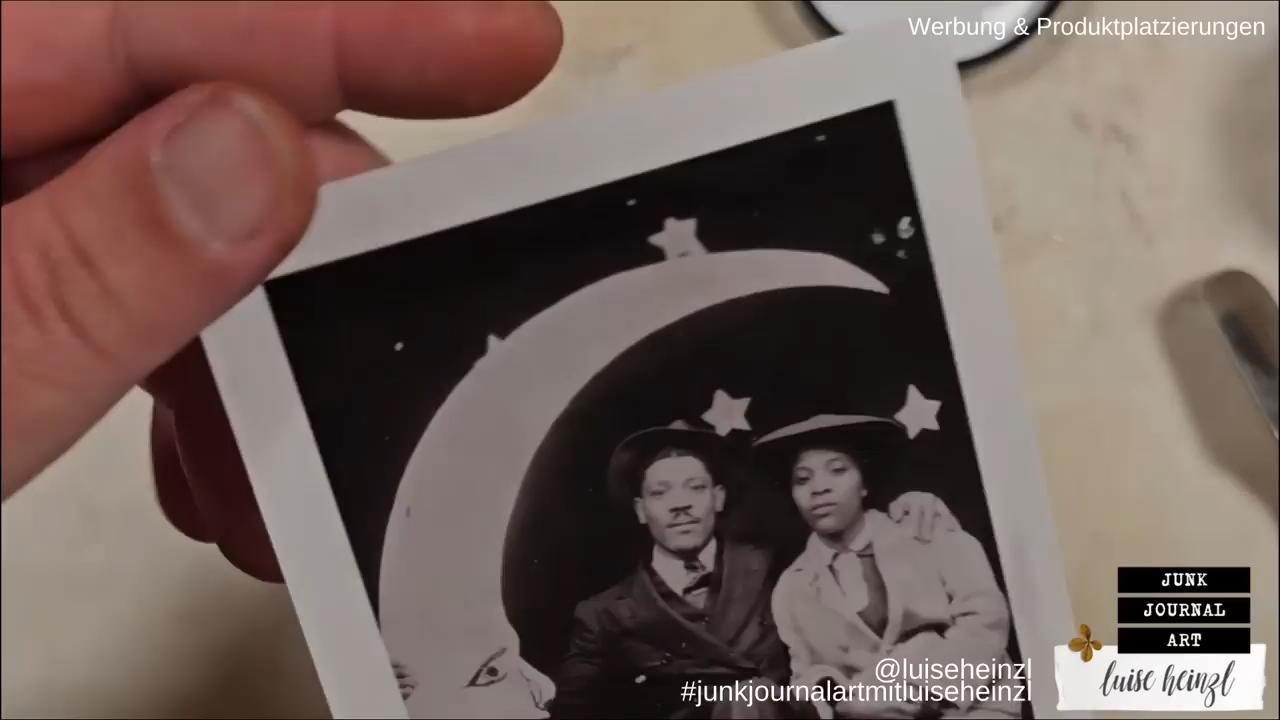 Werbung & Produktplatzierungen
JUNK
JOURNAL
ART
@luiseheinzl
#junkjournalartmitluiseheinzl
luise heinzl